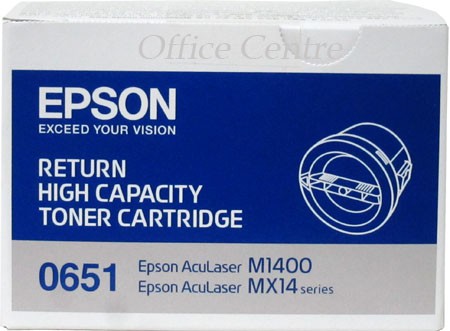 Office Centre
EPSON
EXCEED YOUR VISION
RETURN
HIGH CAPACITY
TONER CARTRIDGE
0651
Epson AcuLaser M1400
Epson AcuLaser MX14 series